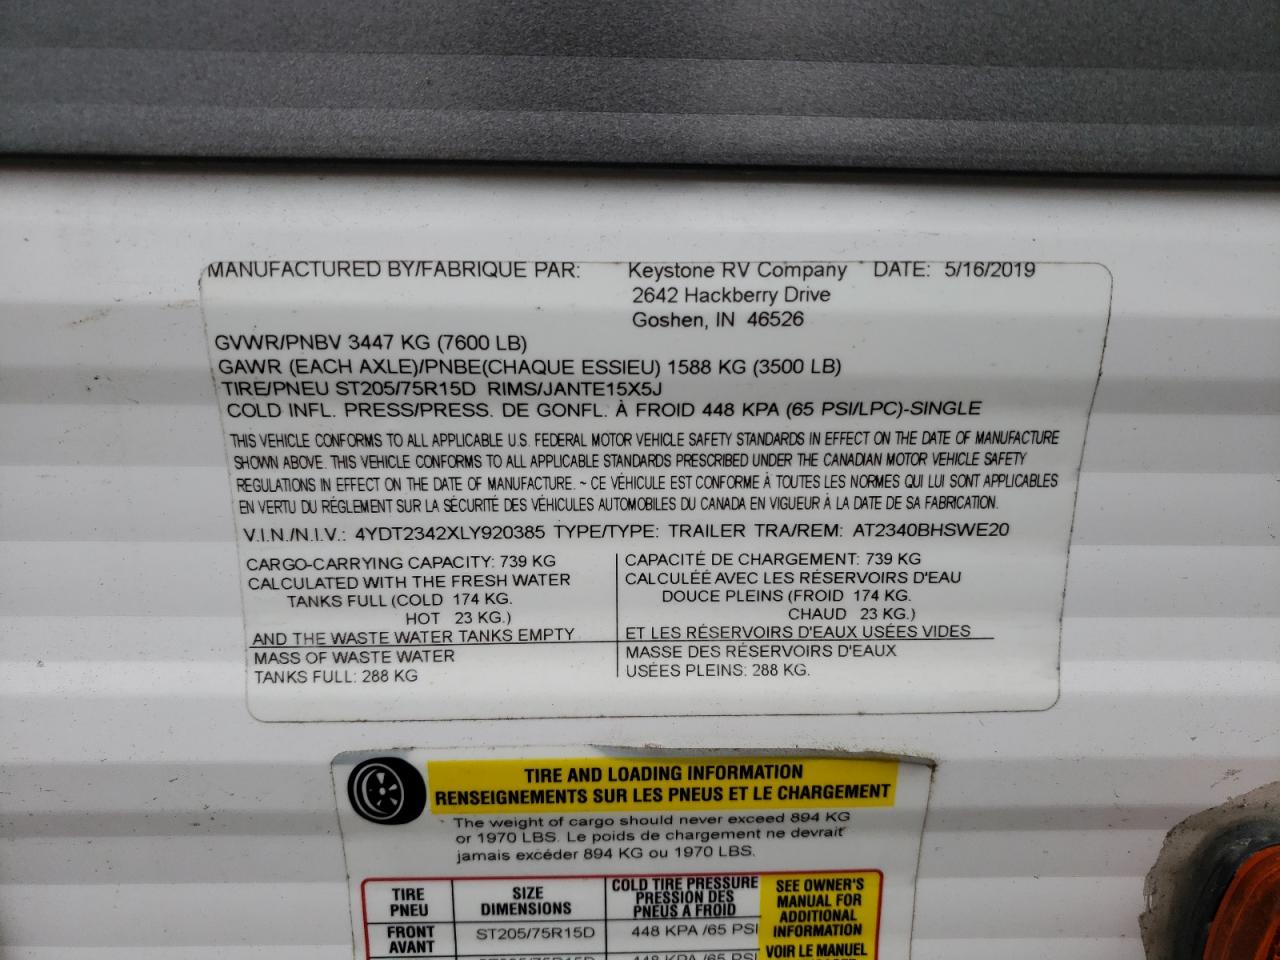 MANUFACTURED BY/FABRIQUE PAR: Keystone RV Company DATE: 5/16/2019
2642 Hackberry Drive
Goshen, IN 46526
GVWR/PNBV 3447 KG (7600 LB)
GAWR (EACH AXLE)/PNBE(CHAQUE ESSIEU) 1588 KG (3500 LB)
TIRE/PNEU ST205/75R15D RIMS/JANTE15X5J
COLD INFL. PRESS/PRESS. DE GONFL. À FROID 448 KPA (65 PSI/LPC)-SINGLE
THIS VEHICLE CONFORMS TO ALL APPLICABLE U.S. FEDERAL MOTOR VEHICLE SAFETY STANDARDS IN EFFECT ON THE DATE OF MANUFACTURE
SHOWN ABOVE. THIS VEHICLE CONFORMS TO ALL APPLICABLE STANDARDS PRESCRIBED UNDER THE CANADIAN MOTOR VEHICLE SAFETY
REGULATIONS IN EFFECT ON THE DATE OF MANUFACTURE. ~ CE VÉHICULE EST CONFORME À TOUTES LES NORMES QUI LUI SONT APPLICABLES
EN VERTU DU RÉGLEMENT SUR LA SÉCURITÉ DES VÉHICULES AUTOMOBILES DU CANADA EN VIGUEUR À LA DATE DE SA FABRICATION.
V.I.N./N.I.V.: 4YDT2342XLY920385 TYPE/TYPE: TRAILER TRA/REM: AT2340BHSWE20
CARGO-CARRYING CAPACITY: 739 KG
CALCULATED WITH THE FRESH WATER
TANKS FULL (COLD 174 KG.
HOT 23 KG.)
AND THE WASTE WATER TANKS EMPTY
MASS OF WASTE WATER
TANKS FULL: 288 KG
CAPACITÉ DE CHARGEMENT: 739 KG
CALCULÉE AVEC LES RÉSERVOIRS D'EAU
DOUCE PLEINS (FROID 174 KG.
CHAUD 23 KG.)
ET LES RÉSERVOIRS D'EAUX USÉES VIDES
MASSE DES RÉSERVOIRS D'EAUX
USÉES PLEINS: 288 KG.
TIRE AND LOADING INFORMATION
RENSEIGNEMENTS SUR LES PNEUS ET LE CHARGEMENT
The weight of cargo should never exceed 894 KG
or 1970 LBS. Le poids de chargement ne devrait
jamais excéder 894 KG ou 1970 LBS.
TIRE
PNEU
SIZE
DIMENSIONS
COLD TIRE PRESSURE
PRESSION DES
PNEUS A FROID
SEE OWNER'S
MANUAL FOR
ADDITIONAL
INFORMATION
VOIR LE MANUEL
FRONT
AVANT
ST205/75R15D
448 KPA /65 PSI
ST205/75R15D
448 KPA /65 PSI